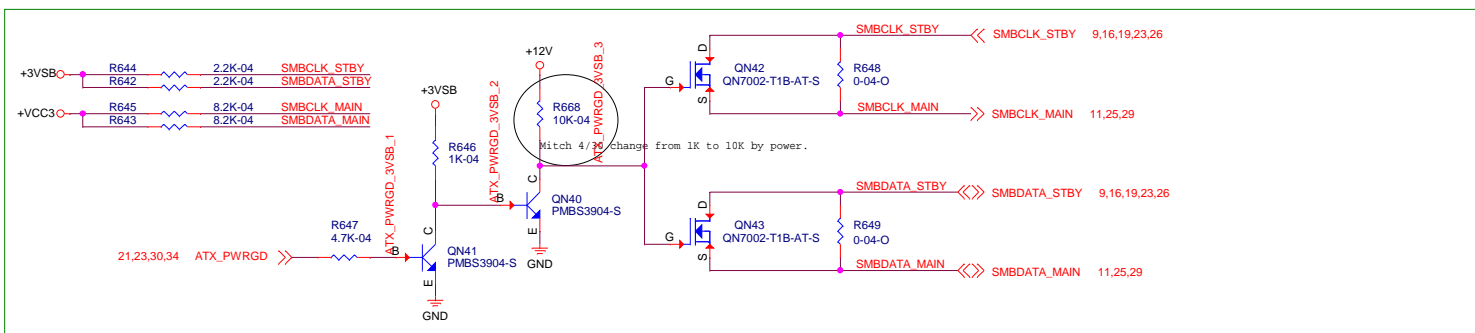 +3VSB R644 2.2K-04 SMBCLK_STBY
R642 2.2K-04 SMBDATA_STBY
+VCC3 R645 8.2K-04 SMBCLK_MAIN
R643 8.2K-04 SMBDATA_MAIN
21,23,30,34 ATX_PWRGD
R647
4.7K-04
ATX_PWRGD_3VSB_1
B
C
E
QN41
PMBS3904-S
GND
+3VSB
R646
1K-04
ATX_PWRGD_3VSB_2
B
C
E
QN40
PMBS3904-S
GND
+12V
R668
10K-04
ATX_PWRGD_3VSB_3
Mitch 4/30 change from 1K to 10K by power.
G
D
S
QN42
QN7002-T1B-AT-S
SMBCLK_STBY
SMBCLK_STBY 9,16,19,23,26
R648
0-04-O
SMBCLK_MAIN
SMBCLK_MAIN 11,25,29
G
D
S
QN43
QN7002-T1B-AT-S
SMBDATA_STBY
SMBDATA_STBY 9,16,19,23,26
R649
0-04-O
SMBDATA_MAIN
SMBDATA_MAIN 11,25,29